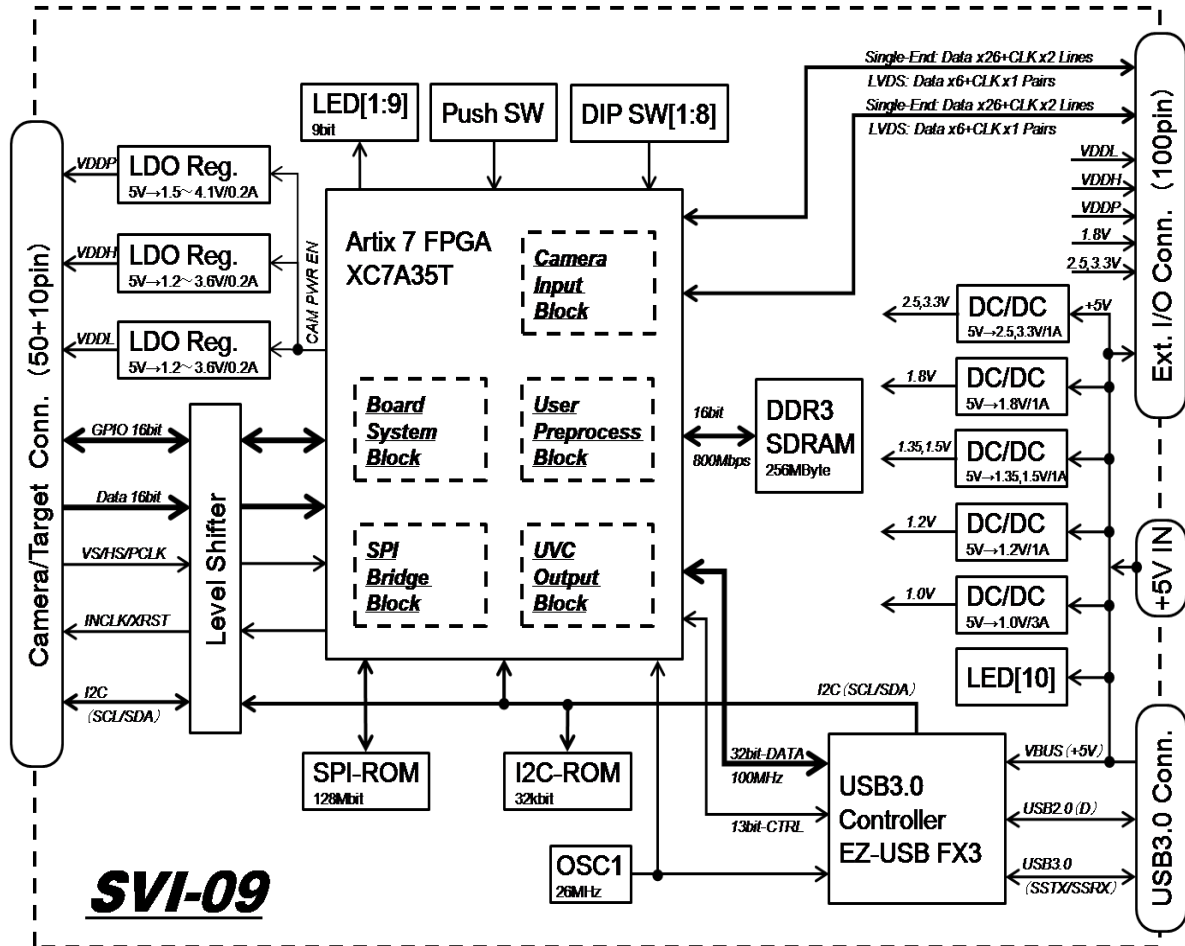 Single-End: Data x26+CLK x2 Lines
LVDS: Data x6+CLK x1 Pairs
Single-End: Data x26+CLK x2 Lines
LVDS: Data x6+CLK x1 Pairs
LED[1:9]
9bit
Push SW
DIP SW[1:8]
Camera/Target Conn. (50+10pin)
VDDP
LDO Reg.
5V→1.5~4.1V/0.2A
VDDH
LDO Reg.
5V→1.2~3.6V/0.2A
VDDL
LDO Reg.
5V→1.2~3.6V/0.2A
CAM PWR EN
Artix 7 FPGA
XC7A35T
Camera
Input
Block
Board
System
Block
User
Preprocess
Block
SPI
Bridge
Block
UVC
Output
Block
Ext. I/O Conn. (100pin)
VDDL
VDDH
VDDP
1.8V
2.5,3.3V
2.5,3.3V
DC/DC
5V→2.5,3.3V/1A
+5V
1.8V
DC/DC
5V→1.8V/1A
1.35,1.5V
DC/DC
5V→1.35,1.5V/1A
1.2V
DC/DC
5V→1.2V/1A
1.0V
DC/DC
5V→1.0V/3A
LED[10]
+5V IN
16bit
800Mbps
DDR3
SDRAM
256MByte
Level Shifter
GPIO 16bit
Data 16bit
VS/HS/PCLK
INCLK/XRST
I2C
(SCL/SDA)
I2C (SCL/SDA)
SPI-ROM
128Mbit
I2C-ROM
32kbit
32bit-DATA
100MHz
13bit-CTRL
OSC1
26MHz
USB3.0
Controller
EZ-USB FX3
VBUS (+5V)
USB2.0 (D)
USB3.0
(SSTX/SSRX)
USB3.0 Conn.
SVI-09